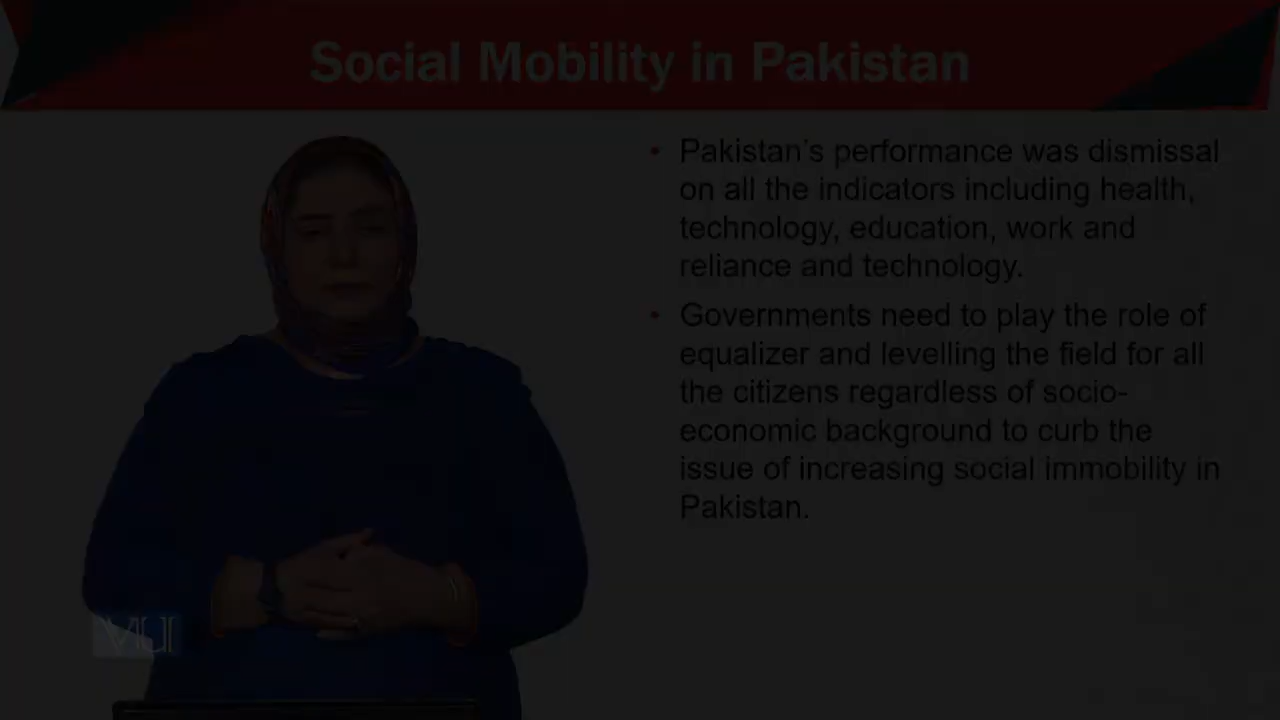 Social Mobility in Pakistan
• Pakistan's performance was dismissal
on all the indicators including health,
technology, education, work and
reliance and technology.
• Governments need to play the role of
equalizer and levelling the field for all
the citizens regardless of socio-
economic background to curb the
issue of increasing social immobility in
Pakistan.
VU